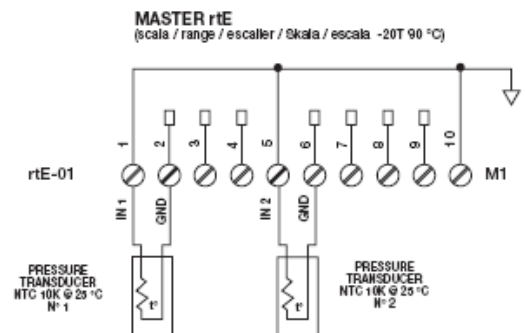 MASTER rtE
(scala / range / escalier / Skala / escala -20T 90 °C)
1 2 3 4 5 6 7 8 9 10
rtE-01 M1
IN 1 GND IN 2 GND
PRESSURE
TRANSDUCER
NTC 10K @ 25 °C
N° 1
t°
PRESSURE
TRANSDUCER
NTC 10K @ 25 °C
N° 2
t°